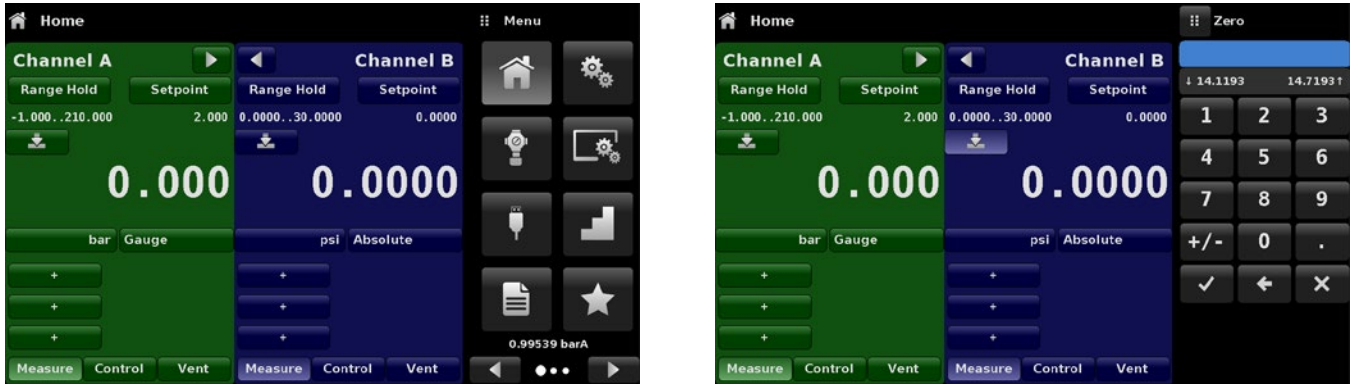 Home
Menu
Channel A
Channel B
Range Hold Setpoint
Range Hold Setpoint
-1.000..210.000 2.000
0.0000..30.0000 0.0000
0.000
0.0000
bar Gauge
psi Absolute
+
+
+
+
+
+
Measure Control Vent
Measure Control Vent
0.99539 barA
Home
Zero
Channel A
Channel B
Range Hold Setpoint
Range Hold Setpoint
-1.000..210.000 2.000
0.0000..30.0000 0.0000
0.000
0.0000
bar Gauge
psi Absolute
+
+
+
+
+
+
Measure Control Vent
Measure Control Vent
↓ 14.1193 14.7193↑
1 2 3
4 5 6
7 8 9
+/- 0 .